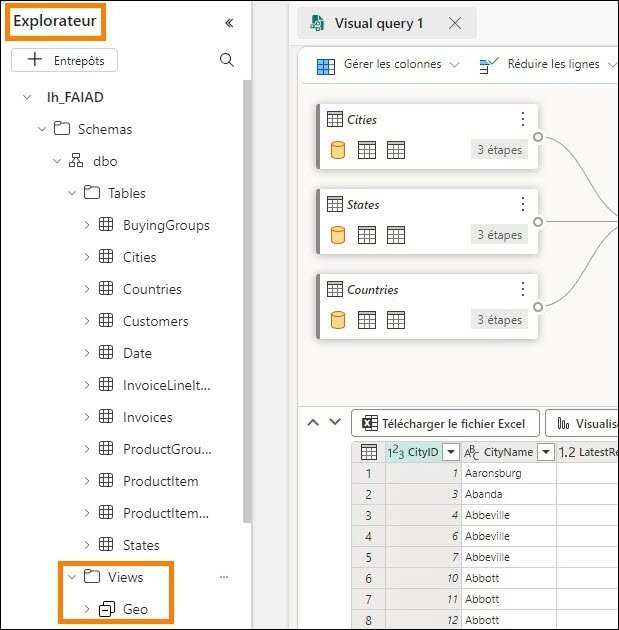 Explorateur
«
+ Entrepôts
lh_FAIAD
Schemas
dbo
Tables
BuyingGroups
Cities
Countries
Customers
Date
InvoiceLineIt...
Invoices
ProductGrou...
ProductItem
ProductItem...
States
Views
...
Geo
Visual query 1
Gérer les colonnes
Réduire les lignes
Cities
3 étapes
States
3 étapes
Countries
3 étapes
Télécharger le fichier Excel
Visualis
123 CityID ABC CityName 1.2 LatestRe
1 1 Aaronsburg
2 3 Abanda
3 4 Abbeville
4 6 Abbeville
5 7 Abbeville
6 10 Abbott
7 11 Abbott
8 12 Abbott